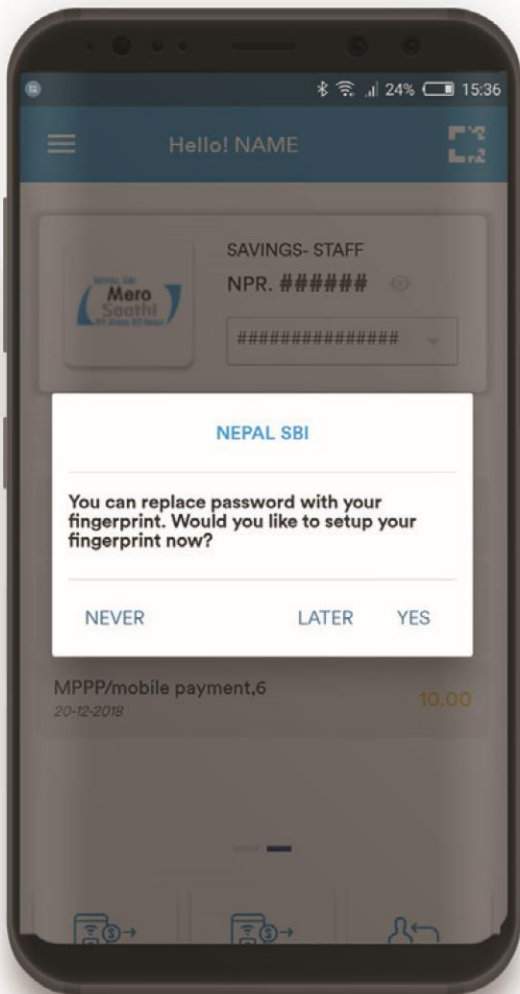 24% 15:36
Hello! NAME
SAVINGS- STAFF
NPR. ######
###############
NEPAL SBI
Mero
Saathi
NEPAL SBI
You can replace password with your
fingerprint. Would you like to setup your
fingerprint now?
NEVER LATER YES
MPPP/mobile payment,6
20-12-2018
10.00